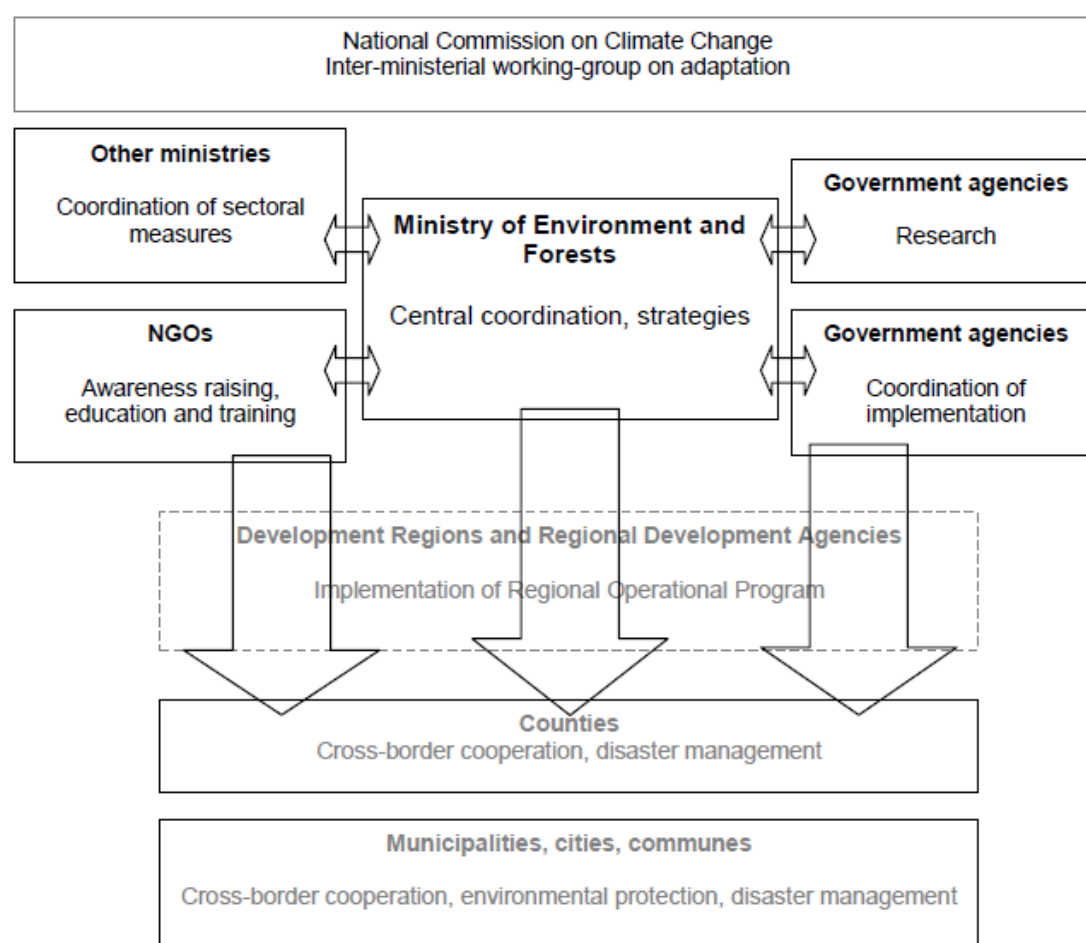 National Commission on Climate Change
Inter-ministerial working-group on adaptation
Other ministries
Coordination of sectoral
measures
Ministry of Environment and
Forests
Central coordination, strategies
Government agencies
Research
NGOs
Awareness raising,
education and training
Government agencies
Coordination of
implementation
Development Regions and Regional Development Agencies
Implementation of Regional Operational Program
Counties
Cross-border cooperation, disaster management
Municipalities, cities, communes
Cross-border cooperation, environmental protection, disaster management